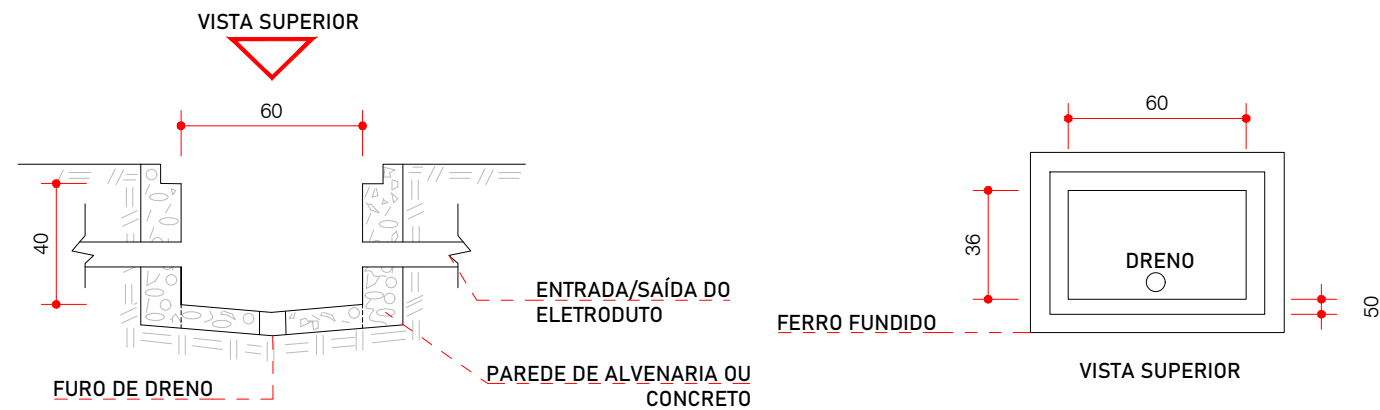 VISTA SUPERIOR
60
40
ENTRADA/SAÍDA DO
ELETRODUTO
PAREDE DE ALVENARIA OU
CONCRETO
FURO DE DRENO
60
36
DRENO
50
FERRO FUNDIDO
VISTA SUPERIOR